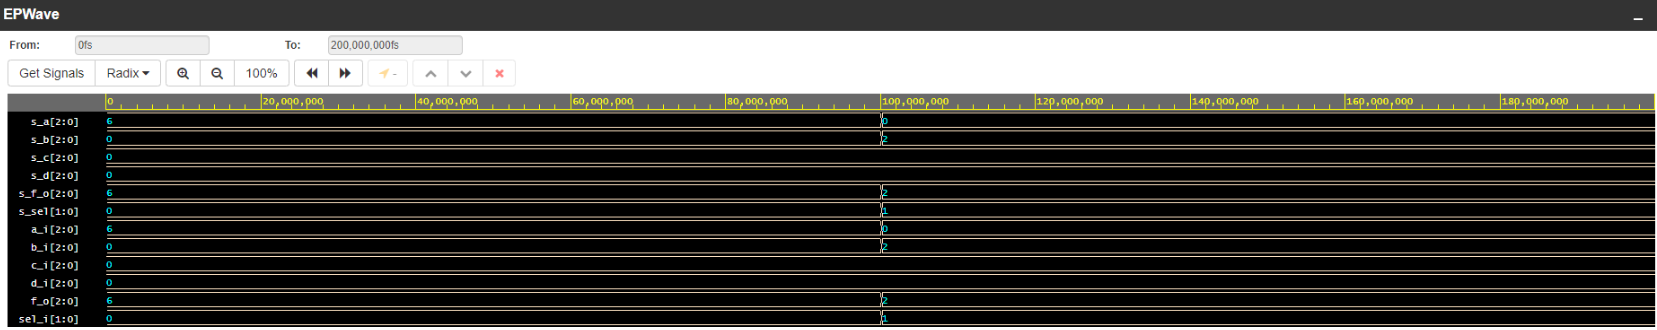 EPWave
From: 0fs To: 200,000,000fs
Get Signals Radix 100% -
0 20,000,000 40,000,000 60,000,000 80,000,000 100,000,000 120,000,000 140,000,000 160,000,000 180,000,000
s_a[2:0] 6 0
s_b[2:0] 0 2
s_c[2:0] 0
s_d[2:0] 0
s_f_o[2:0] 6 2
s_sel[1:0] 0 1
a_i[2:0] 6 0
b_i[2:0] 0 2
c_i[2:0] 0
d_i[2:0] 0
f_o[2:0] 6 2
sel_i[1:0] 0 1